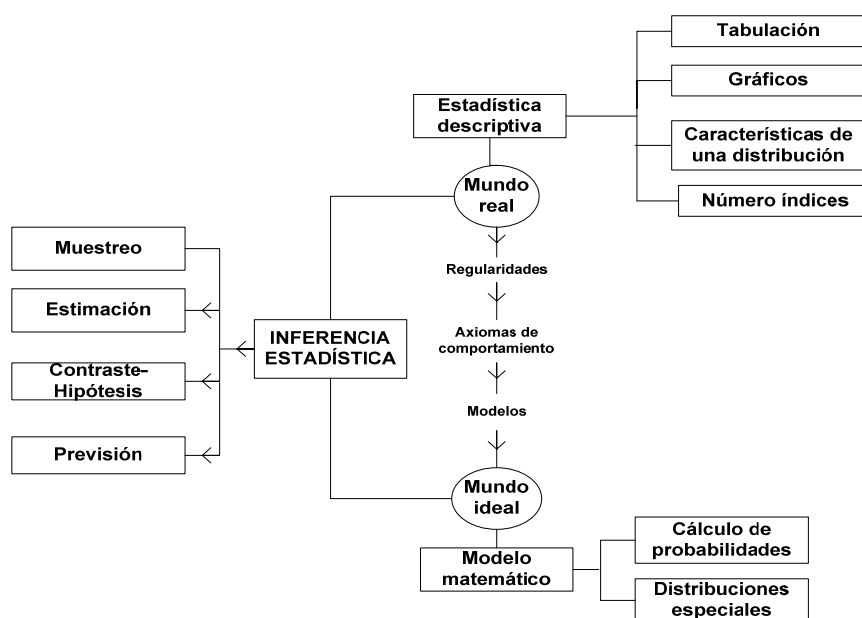 Tabulación
Gráficos
Estadística
descriptiva
Características de
una distribución
Número índices
Mundo
real
Muestreo
Regularidades
Estimación
INFERENCIA
ESTADÍSTICA
Axiomas de
comportamiento
Contraste-
Hipótesis
Modelos
Previsión
Mundo
ideal
Cálculo de
probabilidades
Modelo
matemático
Distribuciones
especiales